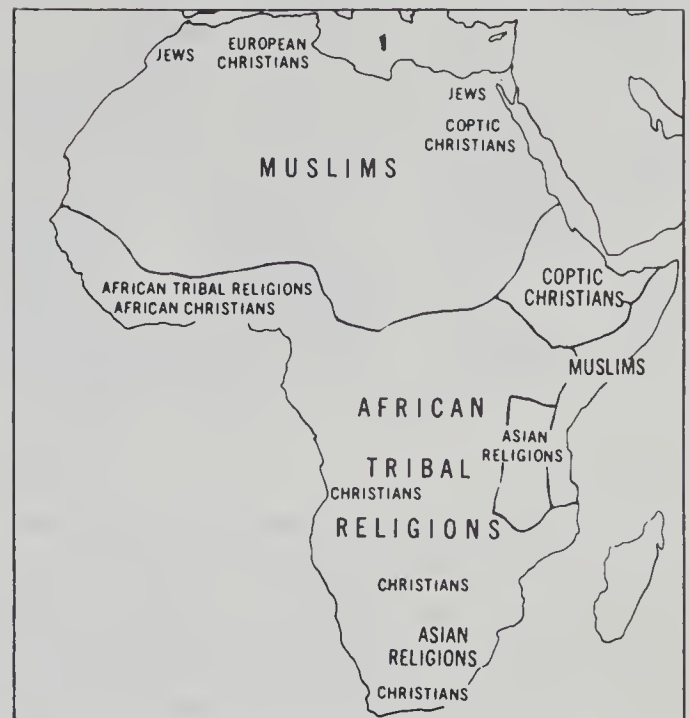 1
JEWS
EUROPEAN
CHRISTIANS
JEWS
COPTIC
CHRISTIANS
MUSLIMS
COPTIC
CHRISTIANS
AFRICAN TRIBAL RELIGIONS
AFRICAN CHRISTIANS
MUSLIMS
AFRICAN
TRIBAL
RELIGIONS
ASIAN
RELIGIONS
CHRISTIANS
CHRISTIANS
ASIAN
RELIGIONS
CHRISTIANS